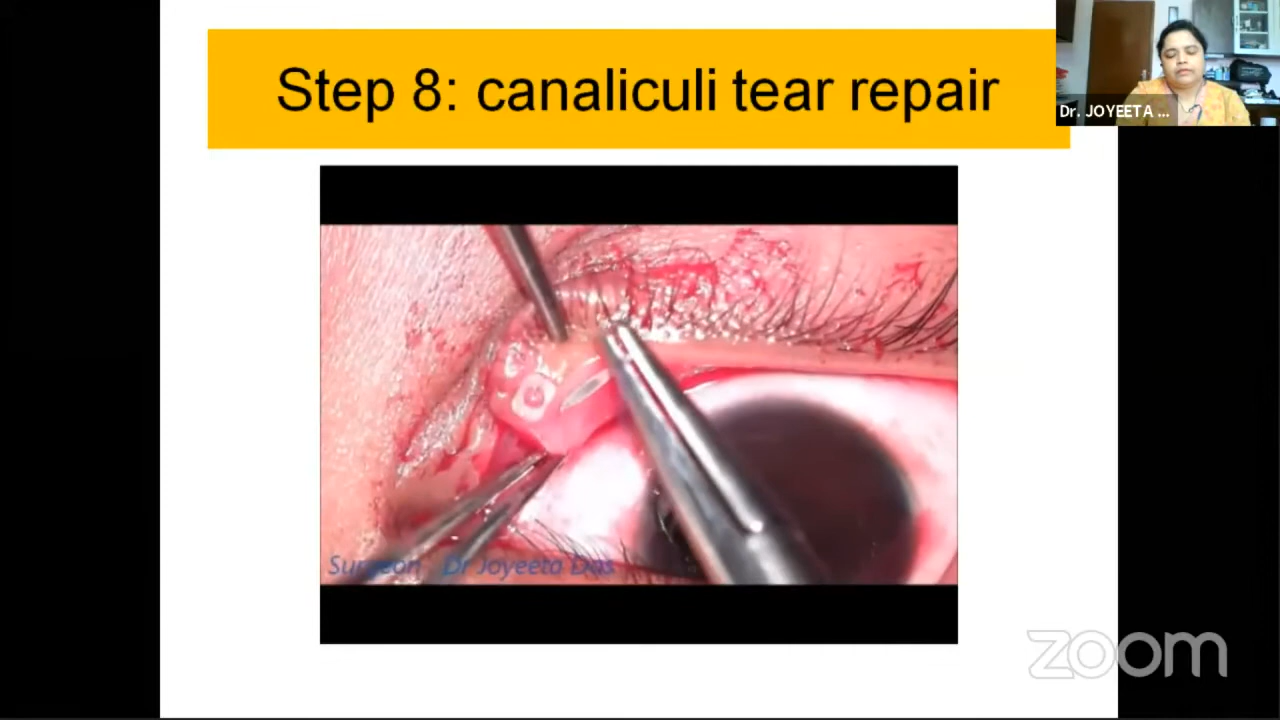 Step 8: canaliculi tear repair
Dr. JOYEETA ...
Surgeon Dr Joyeeta Das
zoom